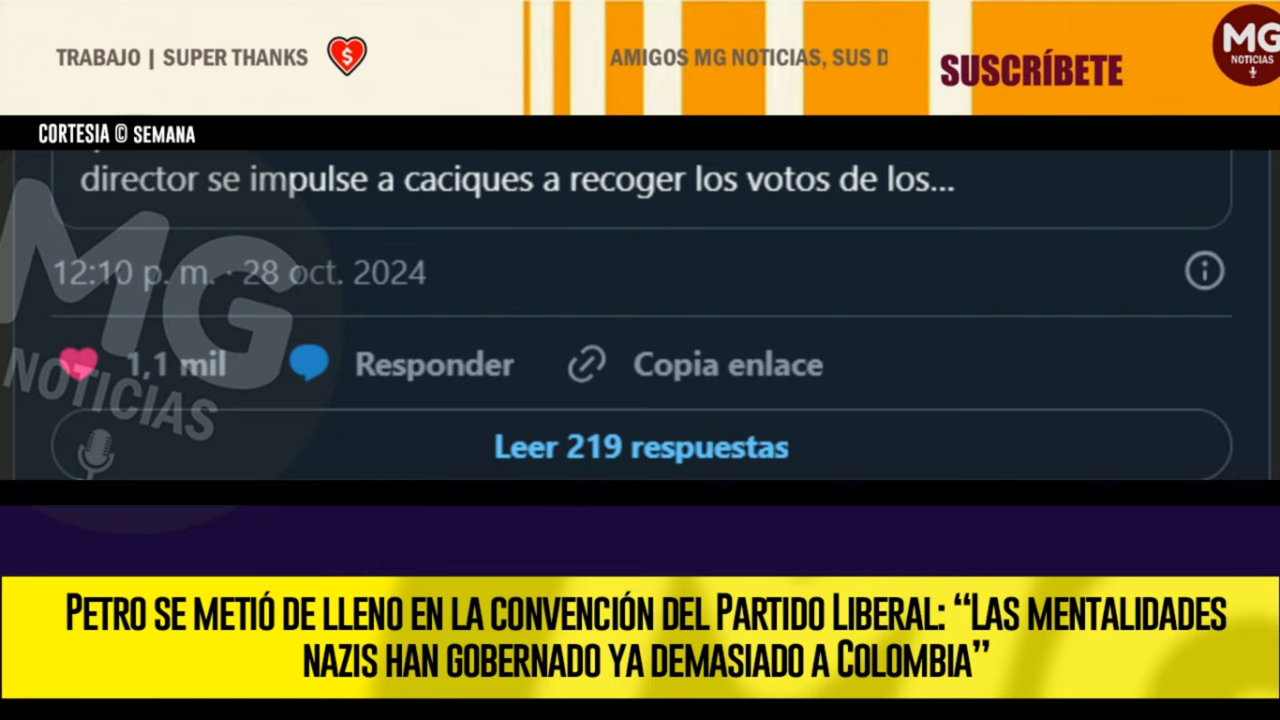 TRABAJO | SUPER THANKS
AMIGOS MG NOTICIAS, SUS D
SUSCRÍBETE
MG
NOTICIAS
CORTESIA © SEMANA
director se impulse a caciques a recoger los votos de los...
12:10 p. m. · 28 oct. 2024
1,1 mil
Responder
Copia enlace
Leer 219 respuestas
MG
NOTICIAS
PETRO SE METIÓ DE LLENO EN LA CONVENCIÓN DEL PARTIDO LIBERAL: “LAS MENTALIDADES
NAZIS HAN GOBERNADO YA DEMASIADO A COLOMBIA”